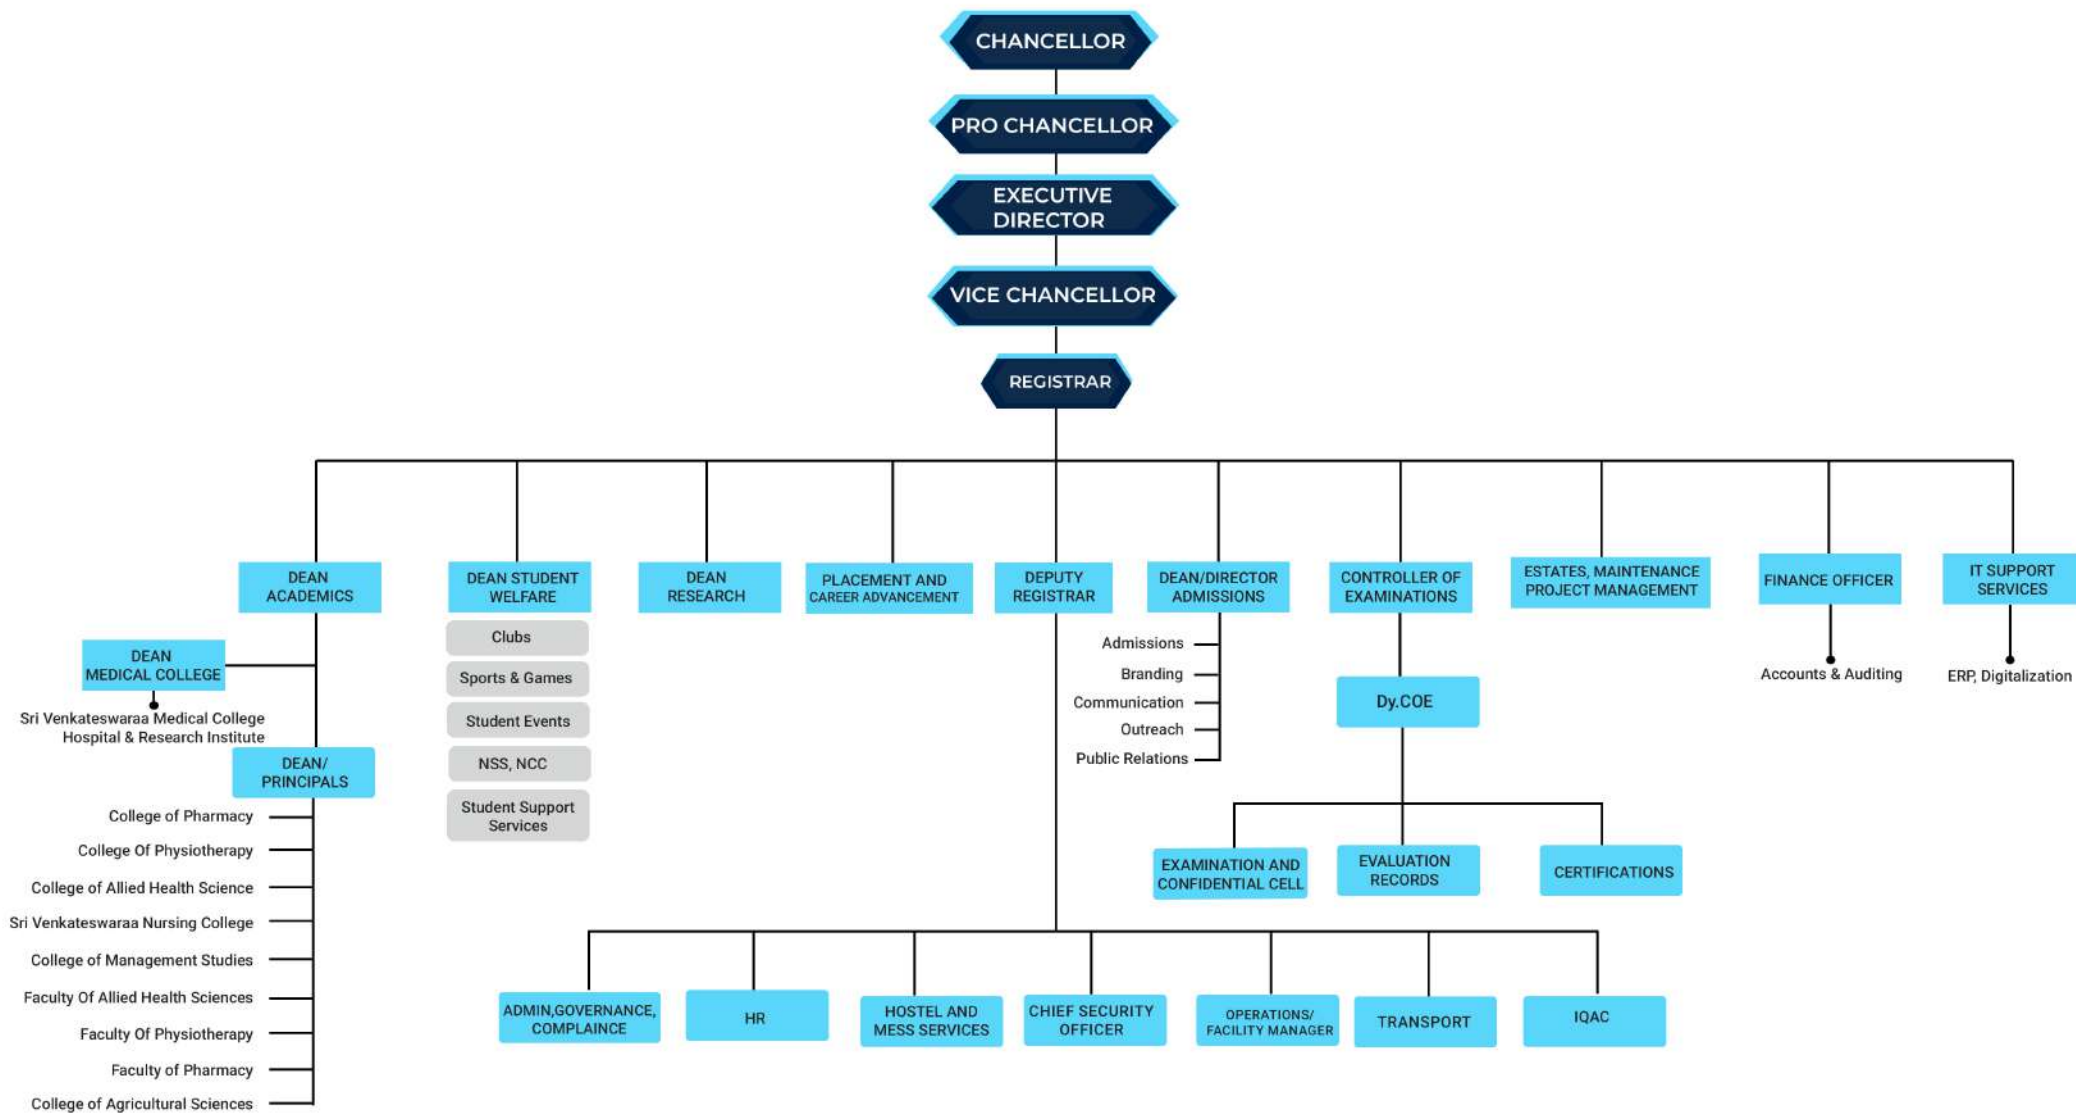 CHANCELLOR
PRO CHANCELLOR
EXECUTIVE
DIRECTOR
VICE CHANCELLOR
REGISTRAR
DEAN
ACADEMICS
DEAN STUDENT
WELFARE
DEAN
RESEARCH
PLACEMENT AND
CAREER ADVANCEMENT
DEPUTY
REGISTRAR
DEAN/DIRECTOR
ADMISSIONS
CONTROLLER OF
EXAMINATIONS
ESTATES, MAINTENANCE
PROJECT MANAGEMENT
FINANCE OFFICER
IT SUPPORT
SERVICES
DEAN
MEDICAL COLLEGE
Sri Venkateswaraa Medical College
Hospital & Research Institute
DEAN/
PRINCIPALS
College of Pharmacy
College Of Physiotherapy
College of Allied Health Science
Sri Venkateswaraa Nursing College
College of Management Studies
Faculty Of Allied Health Sciences
Faculty Of Physiotherapy
Faculty of Pharmacy
College of Agricultural Sciences
Clubs
Sports & Games
Student Events
NSS, NCC
Student Support
Services
Admissions
Branding
Communication
Outreach
Public Relations
Dy.COE
EXAMINATION AND
CONFIDENTIAL CELL
EVALUATION
RECORDS
CERTIFICATIONS
Accounts & Auditing
ERP, Digitalization
ADMIN,GOVERNANCE,
COMPLAINCE
HR
HOSTEL AND
MESS SERVICES
CHIEF SECURITY
OFFICER
OPERATIONS/
FACILITY MANAGER
TRANSPORT
IQAC